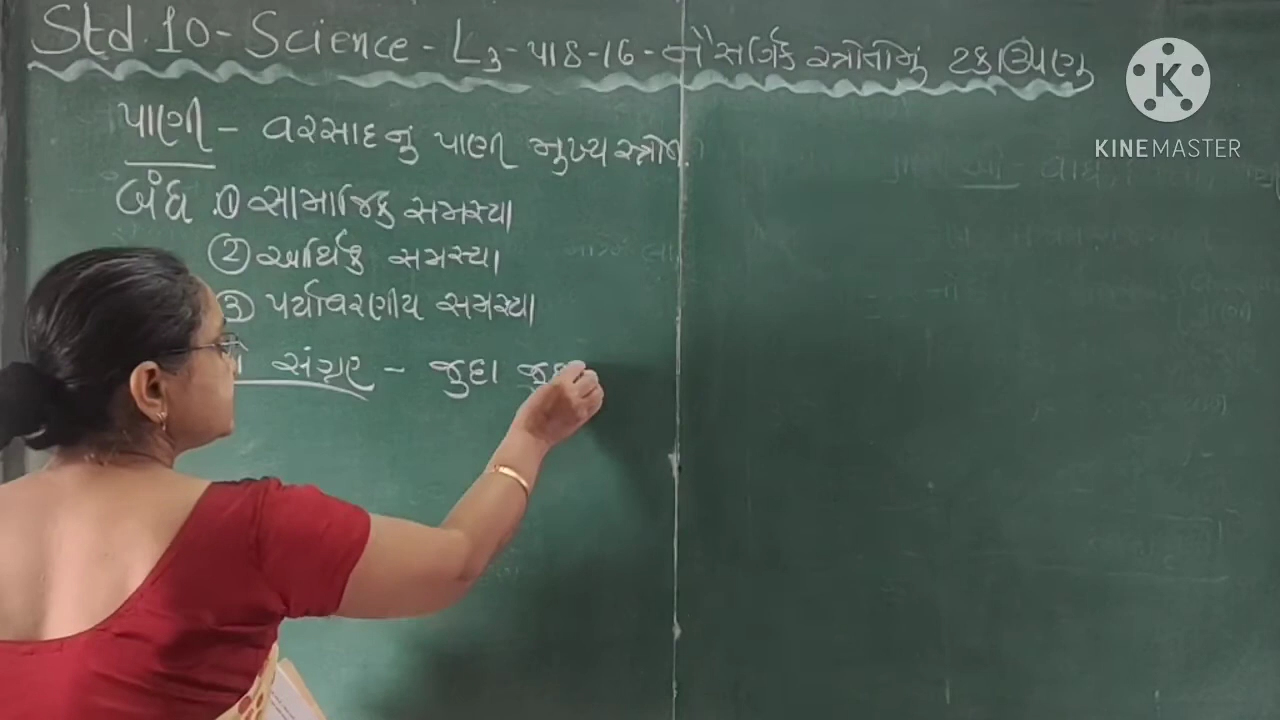 Std. 10 - Science - L3 - પાઠ-16 - નૈસર્ગિક સ્ત્રોતોનું ટકાઉપણુ
KINEMASTER
પાણી - વરસાદનું પાણી મુખ્ય સ્ત્રોત.
બંધ :① સામાજિક સમસ્યા
② આર્થિક સમસ્યા
③ પર્યાવરણીય સમસ્યા
સંગ્રહ - જુદા